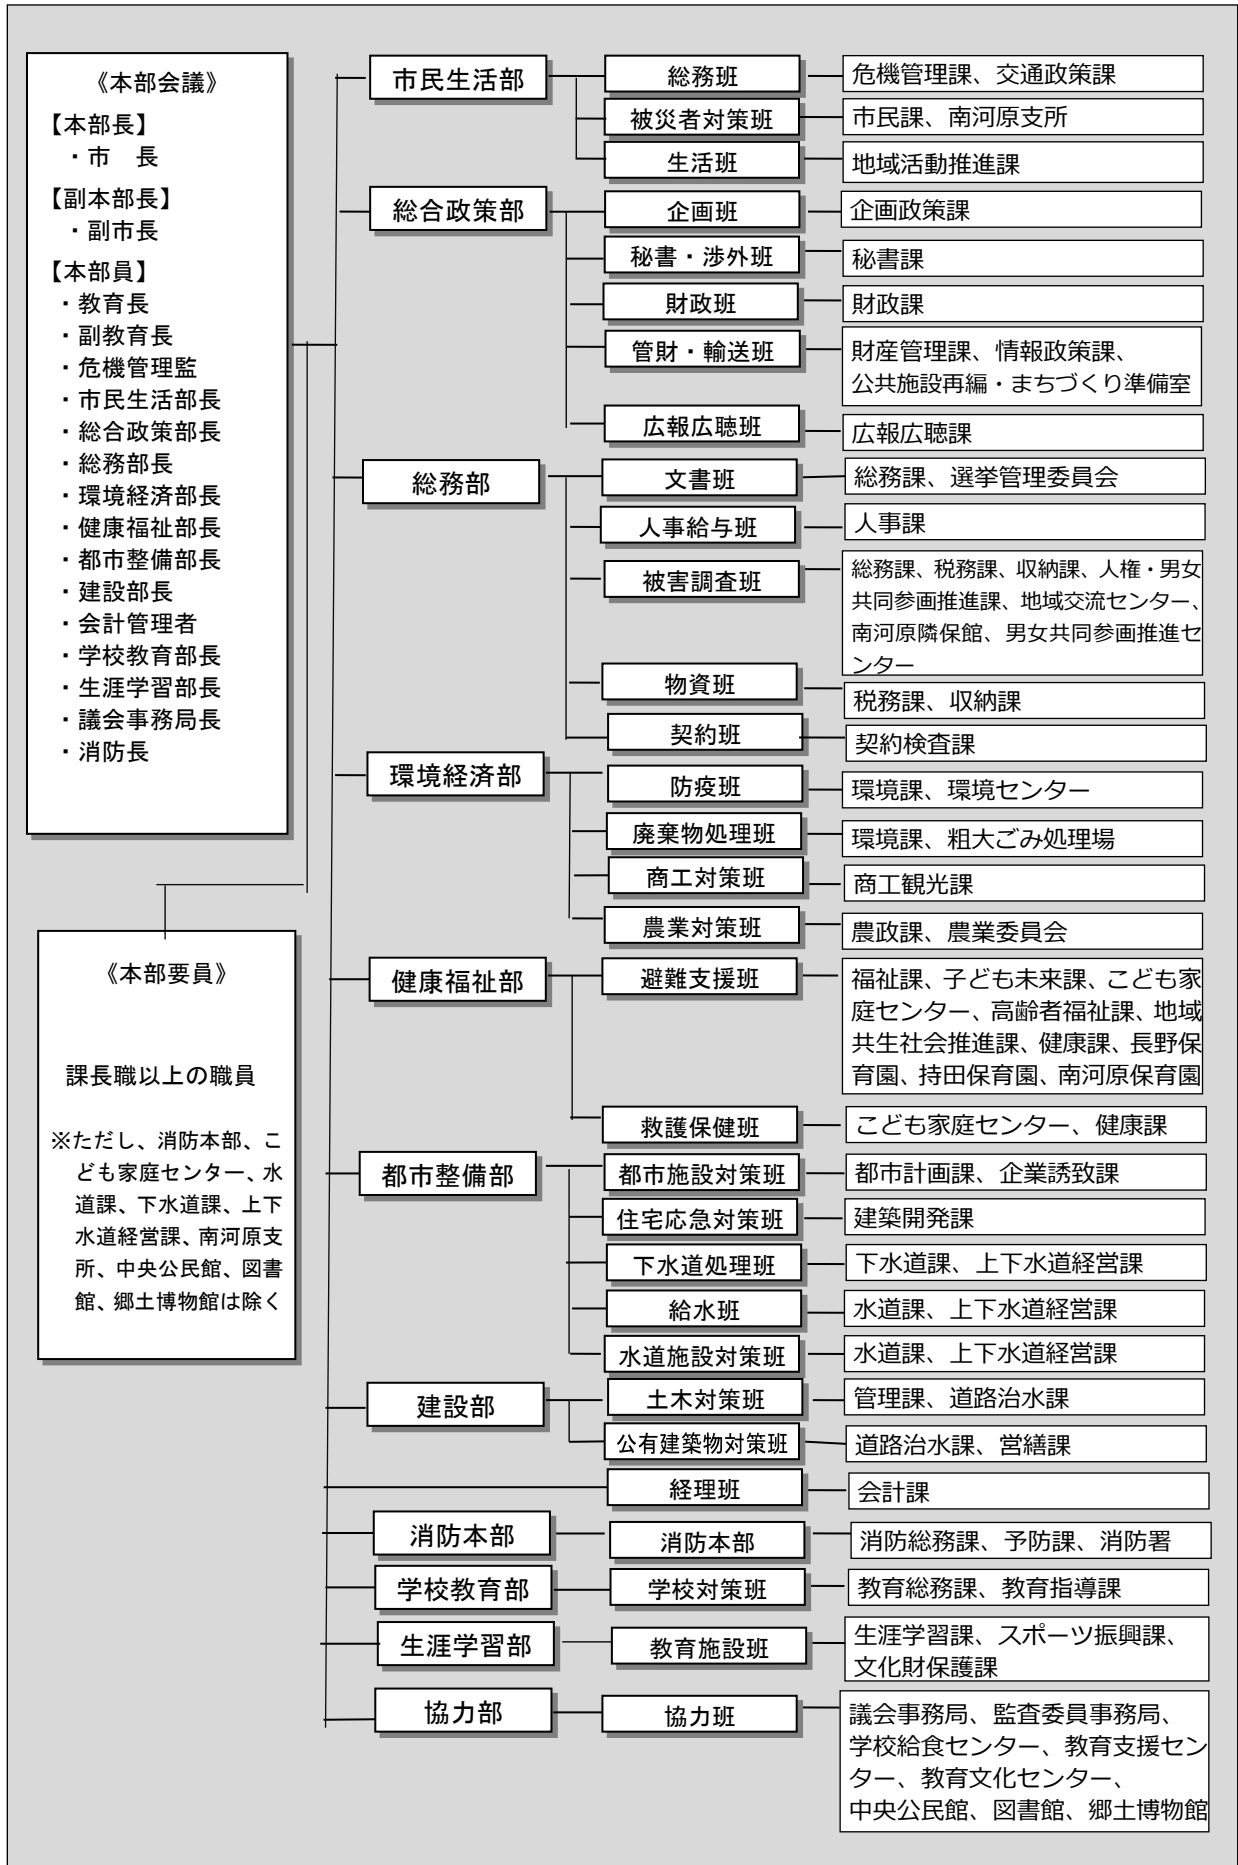 《本部会議》
【本部長】
・市　長
【副本部長】
・副市長
【本部員】
・教育長
・副教育長
・危機管理監
・市民生活部長
・総合政策部長
・総務部長
・環境経済部長
・健康福祉部長
・都市整備部長
・建設部長
・会計管理者
・学校教育部長
・生涯学習部長
・議会事務局長
・消防長
《本部要員》
課長職以上の職員
※ただし、消防本部、こ
ども家庭センター、水
道課、下水道課、上下
水道経営課、南河原支
所、中央公民館、図書
館、郷土博物館は除く
市民生活部
総務班
危機管理課、交通政策課
被災者対策班
市民課、南河原支所
生活班
地域活動推進課
総合政策部
企画班
企画政策課
秘書・渉外班
秘書課
財政班
財政課
管財・輸送班
財産管理課、情報政策課、
公共施設再編・まちづくり準備室
広報広聴班
広報広聴課
総務部
文書班
総務課、選挙管理委員会
人事給与班
人事課
被害調査班
総務課、税務課、収納課、人権・男女
共同参画推進課、地域交流センター、
南河原隣保館、男女共同参画推進セ
ンター
物資班
税務課、収納課
契約班
契約検査課
環境経済部
防疫班
環境課、環境センター
廃棄物処理班
環境課、粗大ごみ処理場
商工対策班
商工観光課
農業対策班
農政課、農業委員会
健康福祉部
避難支援班
福祉課、子ども未来課、こども家
庭センター、高齢者福祉課、地域
共生社会推進課、健康課、長野保
育園、持田保育園、南河原保育園
救護保健班
こども家庭センター、健康課
都市整備部
都市施設対策班
都市計画課、企業誘致課
住宅応急対策班
建築開発課
下水道処理班
下水道課、上下水道経営課
給水班
水道課、上下水道経営課
水道施設対策班
水道課、上下水道経営課
建設部
土木対策班
管理課、道路治水課
公有建築物対策班
道路治水課、営繕課
経理班
会計課
消防本部
消防本部
消防総務課、予防課、消防署
学校教育部
学校対策班
教育総務課、教育指導課
生涯学習部
教育施設班
生涯学習課、スポーツ振興課、
文化財保護課
協力部
協力班
議会事務局、監査委員事務局、
学校給食センター、教育支援セン
ター、教育文化センター、
中央公民館、図書館、郷土博物館